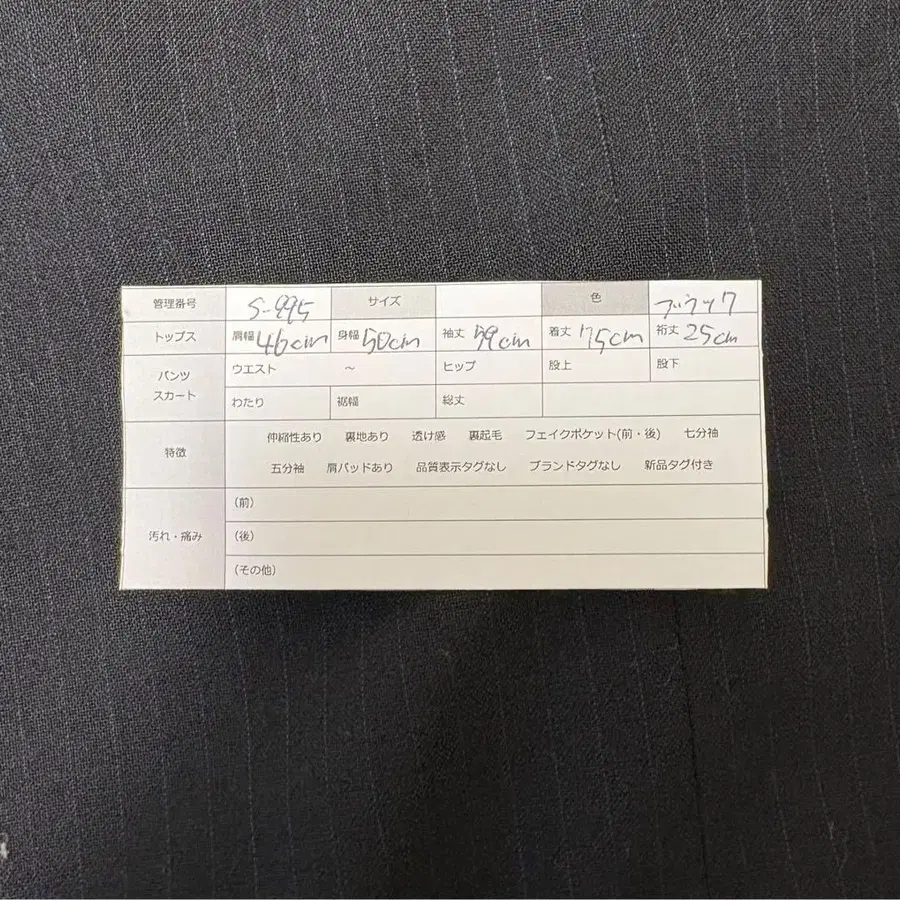 管理番号 S-995 サイズ 色 ブラック
トップス 肩幅 46cm 身幅 50cm 袖丈 59cm 着丈 75cm 裄丈 25cm
パンツ スカート ウエスト ～ ヒップ 股上 股下
わたり 裾幅 総丈
特徴 伸縮性あり 裏地あり 透け感 裏起毛 フェイクポケット(前・後) 七分袖
五分袖 肩パッドあり 品質表示タグなし ブランドタグなし 新品タグ付き
汚れ・痛み (前)
(後)
(その他)